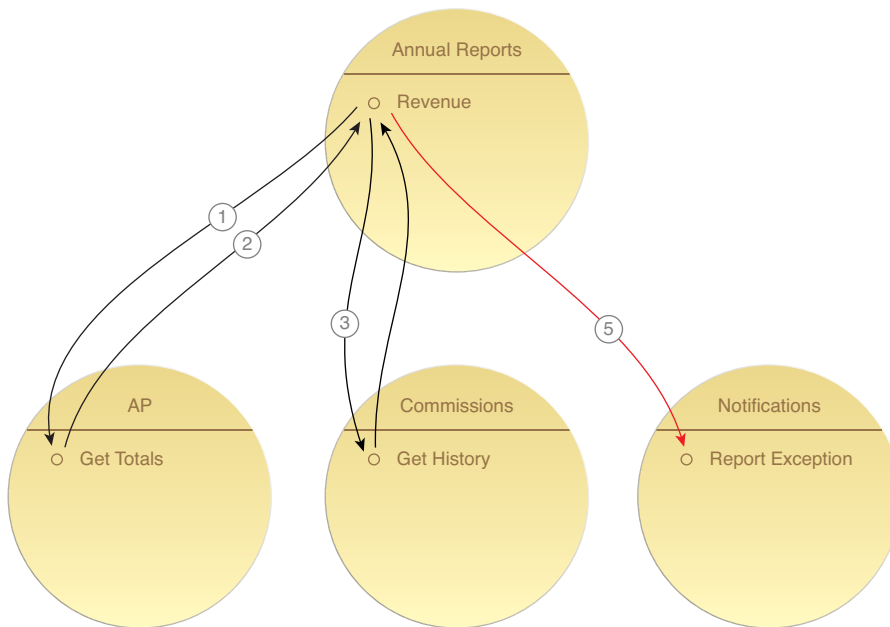 Annual Reports
Revenue
1
2
3
5
AP
Get Totals
Commissions
Get History
Notifications
Report Exception